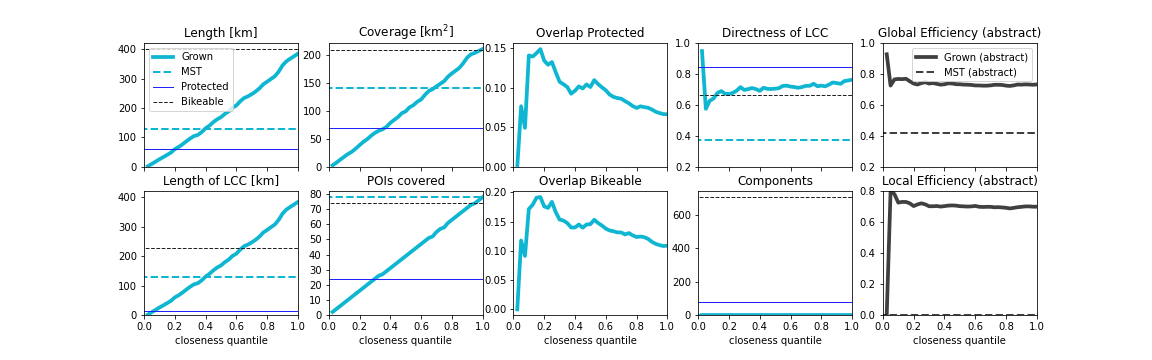 Length [km]
Coverage [km²]
Overlap Protected
Directness of LCC
Global Efficiency (abstract)
400
300
200
100
0
Grown
MST
Protected
Bikeable
200
150
100
50
0
0.15
0.10
0.05
0.00
1.0
0.8
0.6
0.4
0.2
1.0
0.8
0.6
0.4
0.2
Grown (abstract)
MST (abstract)
Length of LCC [km]
POIs covered
Overlap Bikeable
Components
Local Efficiency (abstract)
400
300
200
100
0
80
70
60
50
40
30
20
10
0
0.20
0.15
0.10
0.05
0.00
600
400
200
0
0.8
0.6
0.4
0.2
0.0
0.0 0.2 0.4 0.6 0.8 1.0
0.0 0.2 0.4 0.6 0.8 1.0
0.0 0.2 0.4 0.6 0.8 1.0
0.0 0.2 0.4 0.6 0.8 1.0
0.0 0.2 0.4 0.6 0.8 1.0
closeness quantile
closeness quantile
closeness quantile
closeness quantile
closeness quantile